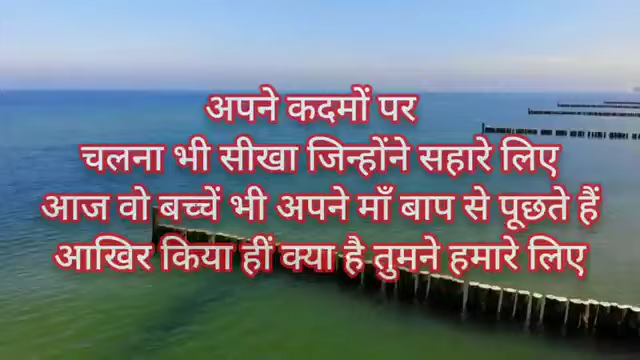 अपने कदमों पर
चलना भी सीखा जिन्होंने सहारे लिए
आज वो बच्चें भी अपने माँ बाप से पूछते हैं
आखिर किया हीं क्या है तुमने हमारे लिए